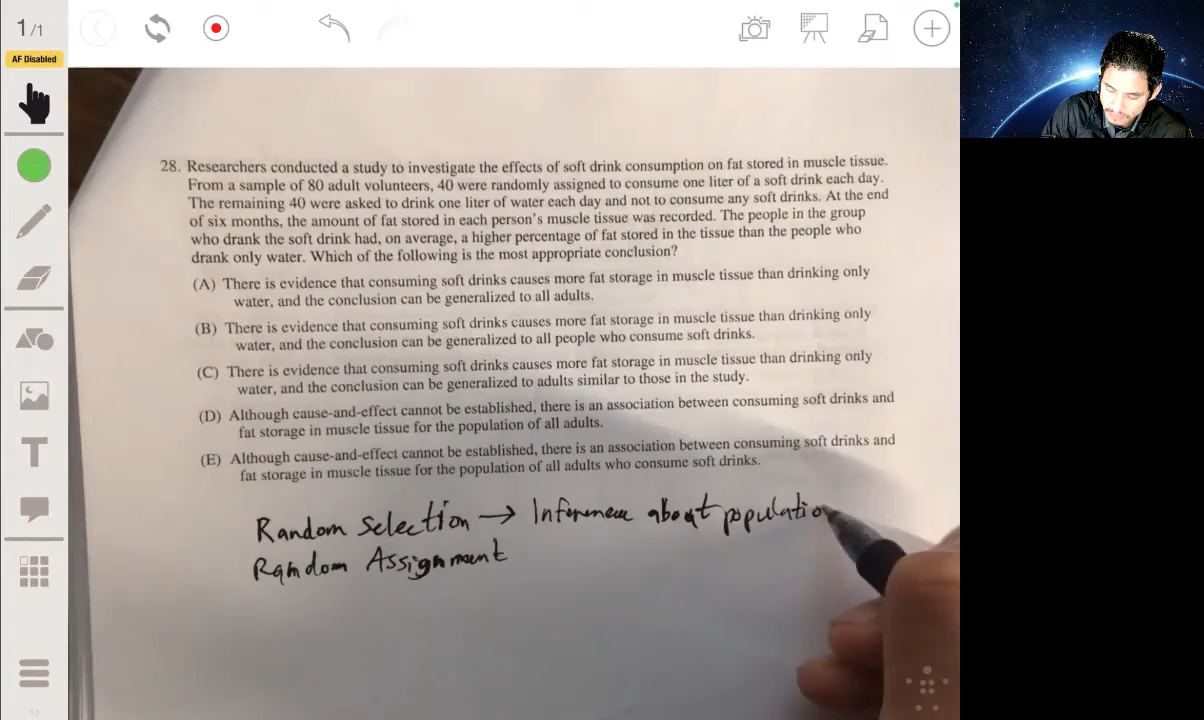 1/1
AF Disabled
28. Researchers conducted a study to investigate the effects of soft drink consumption on fat stored in muscle tissue.
From a sample of 80 adult volunteers, 40 were randomly assigned to consume one liter of a soft drink each day.
The remaining 40 were asked to drink one liter of water each day and not to consume any soft drinks. At the end
of six months, the amount of fat stored in each person's muscle tissue was recorded. The people in the group
who drank the soft drink had, on average, a higher percentage of fat stored in the tissue than the people who
drank only water. Which of the following is the most appropriate conclusion?
(A) There is evidence that consuming soft drinks causes more fat storage in muscle tissue than drinking only
water, and the conclusion can be generalized to all adults.
(B) There is evidence that consuming soft drinks causes more fat storage in muscle tissue than drinking only
water, and the conclusion can be generalized to all people who consume soft drinks.
(C) There is evidence that consuming soft drinks causes more fat storage in muscle tissue than drinking only
water, and the conclusion can be generalized to adults similar to those in the study.
(D) Although cause-and-effect cannot be established, there is an association between consuming soft drinks and
fat storage in muscle tissue for the population of all adults.
(E) Although cause-and-effect cannot be established, there is an association between consuming soft drinks and
fat storage in muscle tissue for the population of all adults who consume soft drinks.
Random Selection → Inference about populatio
Random Assignment
T